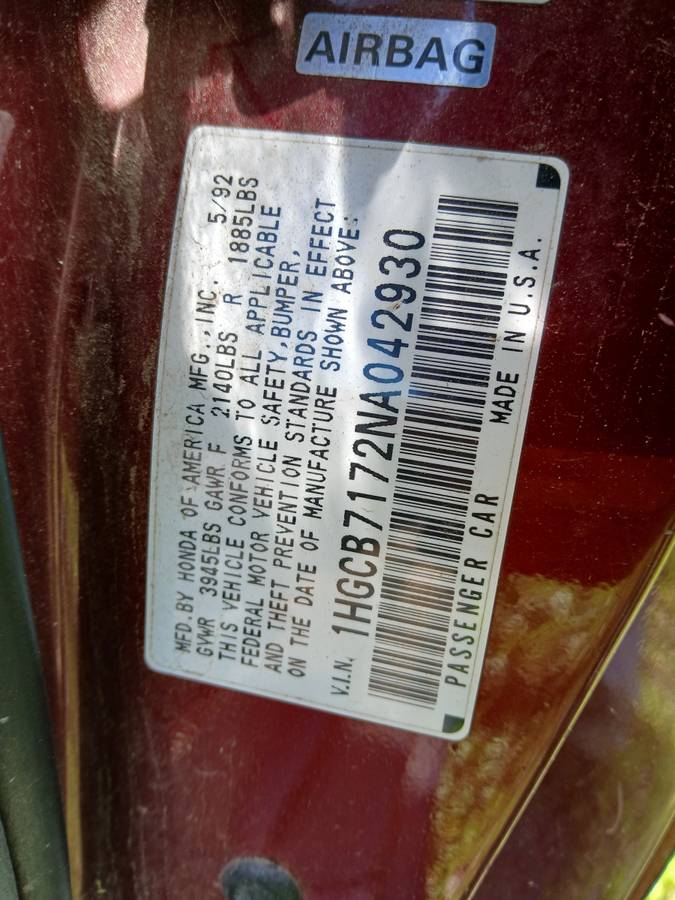 AIRBAG
MFD.BY HONDA OF AMERICA MFG.,INC. 5/92
GVWR 3945LBS GAWR F 2140LBS R 1885LBS
THIS VEHICLE CONFORMS TO ALL APPLICABLE
FEDERAL MOTOR VEHICLE SAFETY,BUMPER,
AND THEFT PREVENTION STANDARDS IN EFFECT
ON THE DATE OF MANUFACTURE SHOWN ABOVE:
V.I.N. 1HGCB7172NA042930
PASSENGER CAR MADE IN U.S.A.